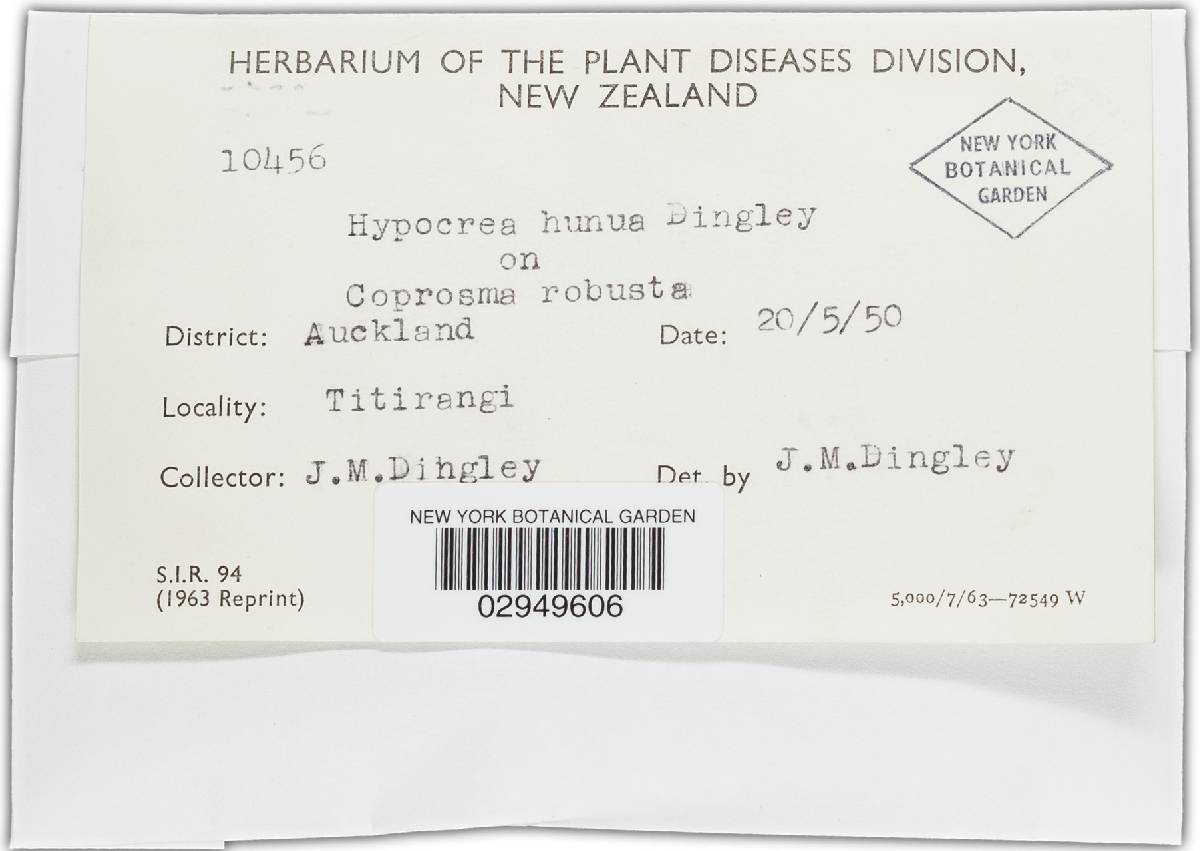 HERBARIUM OF THE PLANT DISEASES DIVISION,
NEW ZEALAND
NEW YORK
BOTANICAL
GARDEN
10456
Hypocrea hunua Dingley
on
Coprosma robusta
District: Auckland Date: 20/5/50
Locality: Titirangi
Collector: J.M.Dihgley Det. by J.M.Dingley
NEW YORK BOTANICAL GARDEN
02949606
S.I.R. 94
(1963 Reprint)
5,000/7/63—72549 W